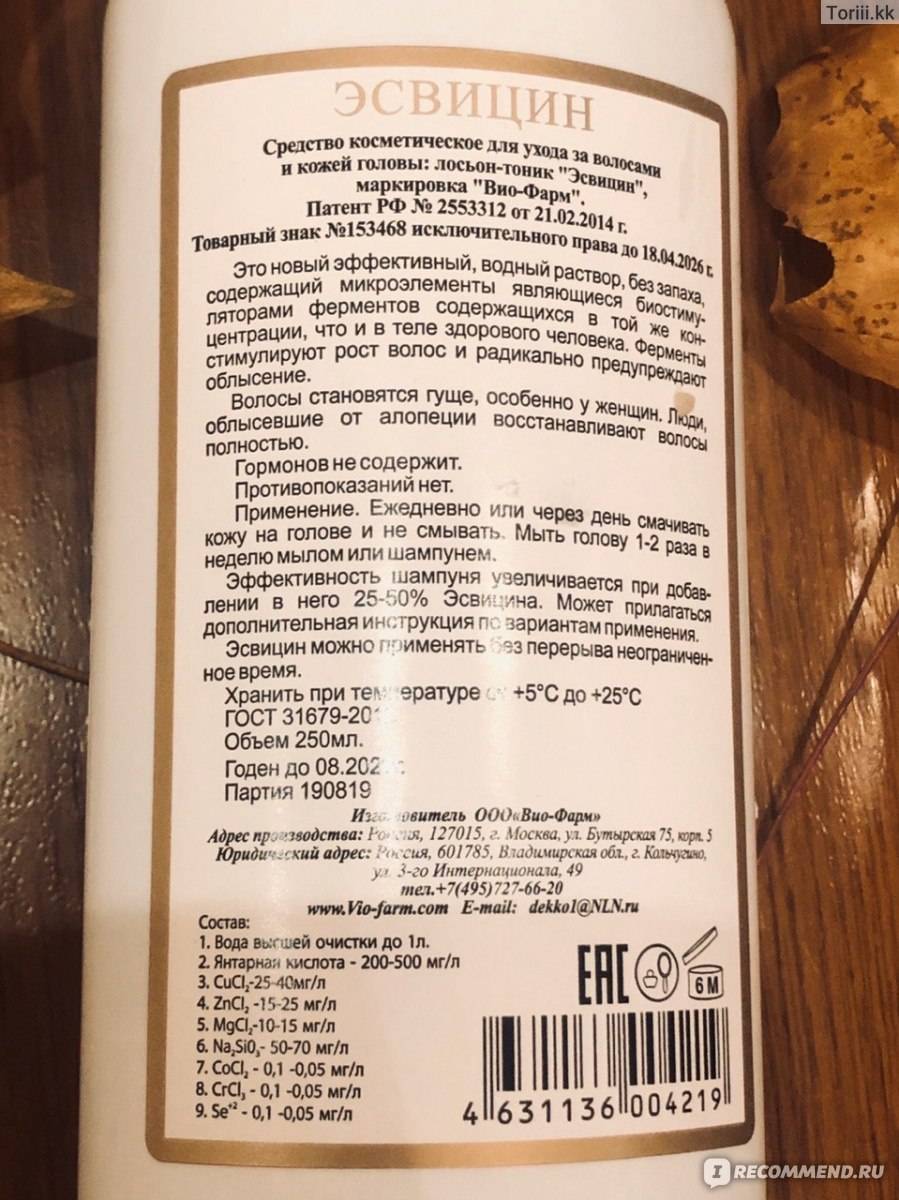 Toriii.kk
ЭСВИЦИН
Средство косметическое для ухода за волосами
и кожей головы: лосьон-тоник "Эсвицин",
маркировка "Вио-Фарм".
Патент РФ № 2553312 от 21.02.2014 г.
Товарный знак №153468 исключительного права до 18.04.2026 г.
Это новый эффективный, водный раствор, без запаха,
содержащий микроэлементы являющиеся биостиму-
ляторами ферментов содержащихся в той же кон-
центрации, что и в теле здорового человека. Ферменты
стимулируют рост волос и радикально предупреждают
облысение.
Волосы становятся гуще, особенно у женщин. Люди,
облысевшие от алопеции восстанавливают волосы
полностью.
Гормонов не содержит.
Противопоказаний нет.
Применение. Ежедневно или через день смачивать
кожу на голове и не смывать. Мыть голову 1-2 раза в
неделю мылом или шампунем.
Эффективность шампуня увеличивается при добав-
лении в него 25-50% Эсвицина. Может прилагаться
дополнительная инструкция по вариантам применения.
Эсвицин можно применять без перерыва неограничен-
ное время.
Хранить при температуре от +5°C до +25°C
ГОСТ
Объем 250мл.
Годен до
Партия 190819
Изготовитель ООО«Вио-Фарм»
Адрес производства: Россия, 127015, г. Москва, ул. Бутырская 75, корп. 5
Юридический адрес: Россия, 601785, Владимирская обл., г. Кольчугино,
ул. 3-го Интернационала, 49
тел.+7(495)727-66-20
www.Vio-farm.com E-mail: dekko1@NLN.ru
Состав:
1. Вода высшей очистки до 1л.
2. Янтарная кислота - 200-500 мг/л
3. CuCl₂-25-40мг/л
4. ZnCl₂ -15-25 мг/л
5. MgCl₂-10-15 мг/л
6. Na₂SiO₃- 50-70 мг/л
7. CoCl₂ - 0,1 -0,05 мг/л
8. CrCl₃ - 0,1 -0,05 мг/л
9. Se⁺² - 0,1 -0,05 мг/л
EAC
6 M
4 631136 004219
IRECOMMEND.RU